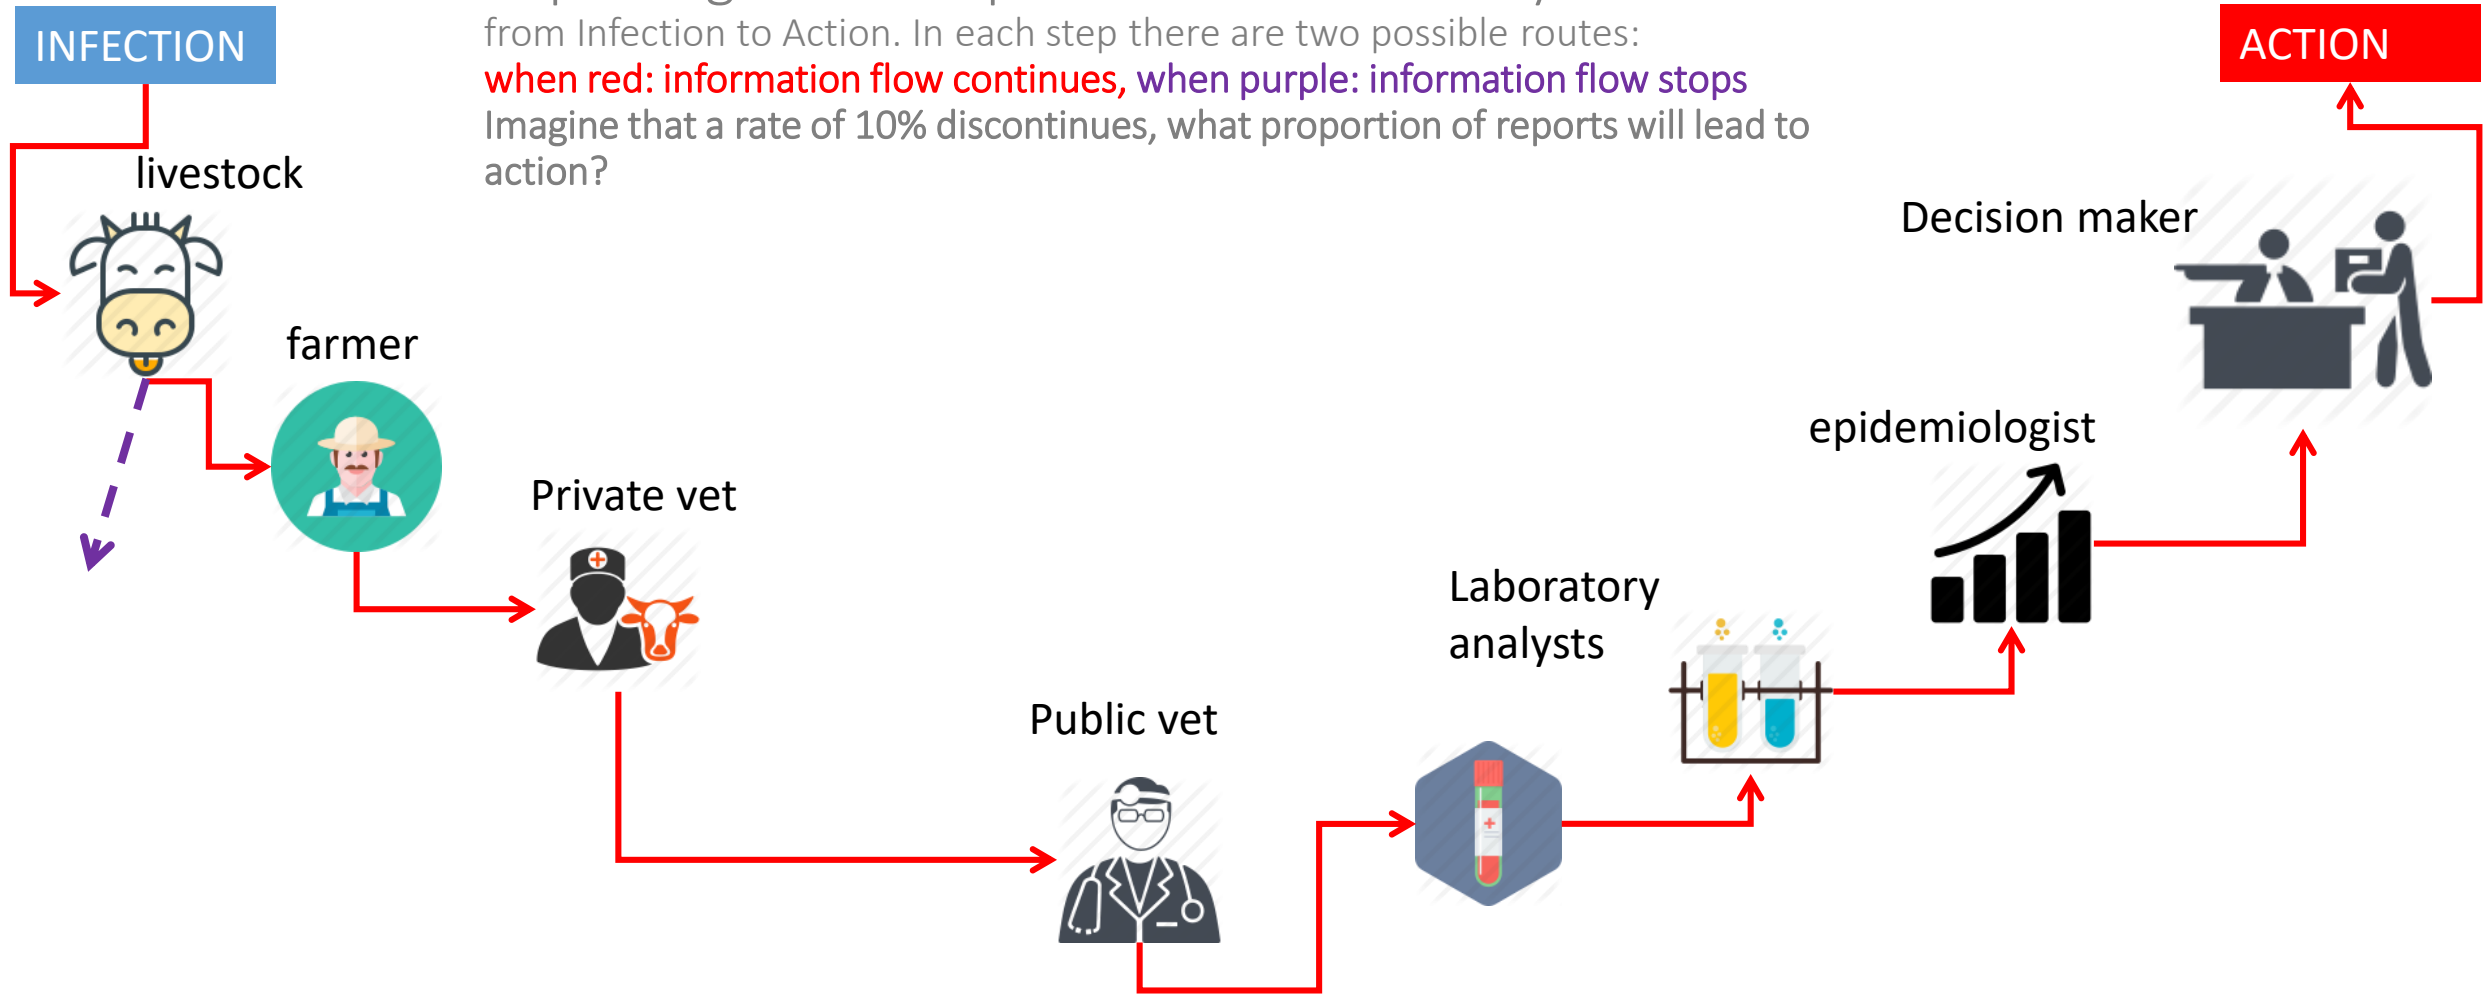 INFECTION
from Infection to Action. In each step there are two possible routes:
when red: information flow continues, when purple: information flow stops
Imagine that a rate of 10% discontinues, what proportion of reports will lead to
action?
ACTION
livestock
farmer
Private vet
Public vet
Laboratory
analysts
epidemiologist
Decision maker